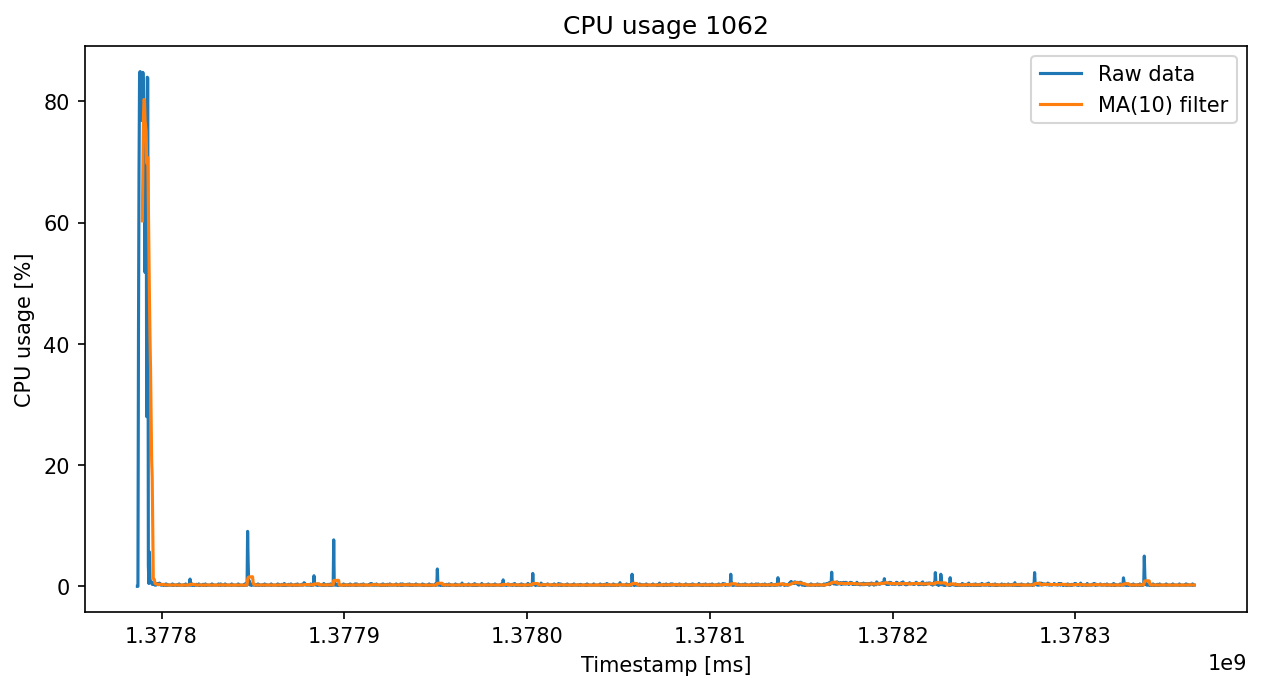 CPU usage 1062
Raw data
MA(10) filter
CPU usage [%]
80
60
40
20
0
1.3778 1.3779 1.3780 1.3781 1.3782 1.3783
Timestamp [ms]
1e9